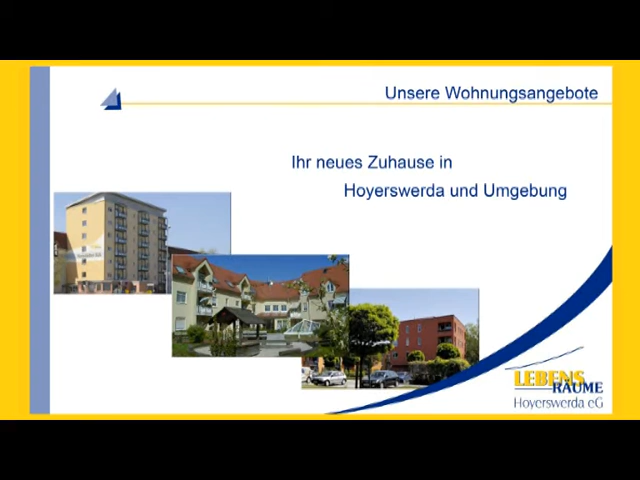 Unsere Wohnungsangebote
Ihr neues Zuhause in
Hoyerswerda und Umgebung
LEBENS
RÄUME
Hoyerswerda eG